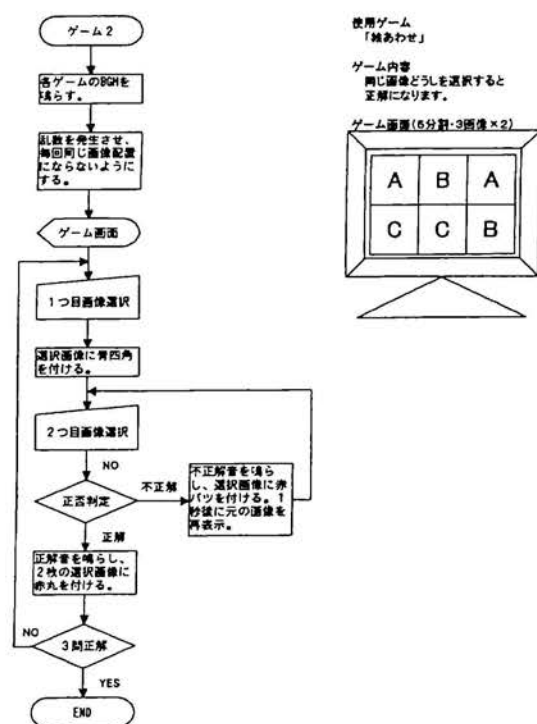 ゲーム2
各ゲームのBGMを
鳴らす。
乱数を発生させ、
毎回同じ画像配置
にならないように
する。
ゲーム画面
1つ目画像選択
選択画像に青四角
を付ける。
2つ目画像選択
NO
正否判定
不正解
不正解音を鳴ら
し、選択画像に赤
バツを付ける。1
秒後に元の画像を
再表示。
正解
正解音を鳴らし、
2枚の選択画像に
赤丸を付ける。
NO
3問正解
YES
END
使用ゲーム
「絵あわせ」
ゲーム内容
同じ画像どうしを選択すると
正解になります。
ゲーム画面(6分割・3画像×2)
A B A
C C B